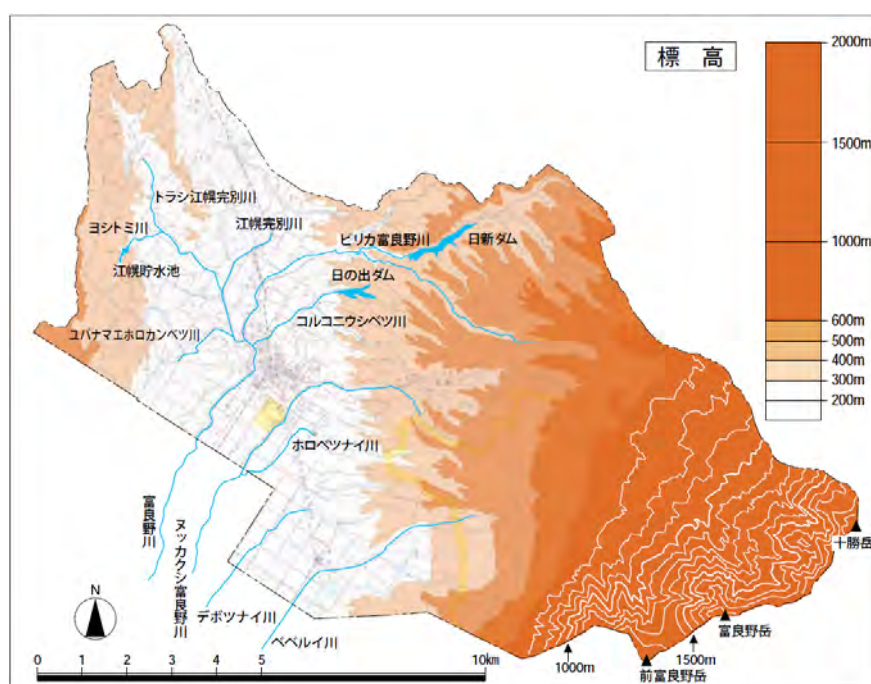 標 高
2000m
1500m
1000m
600m
500m
400m
300m
200m
トラシ江幌完別川
ヨシトミ川
江幌完別川
ピリカ富良野川
日新ダム
江幌貯水池
日の出ダム
コルコニウシベツ川
ユバナマエホロカンベツ川
ホロベツナイ川
富良野川
ヌッカクシ富良野川
デボツナイ川
ベベルイ川
十勝岳
富良野岳
前富良野岳
1000m
1500m
N
0 1 2 3 4 5 10km